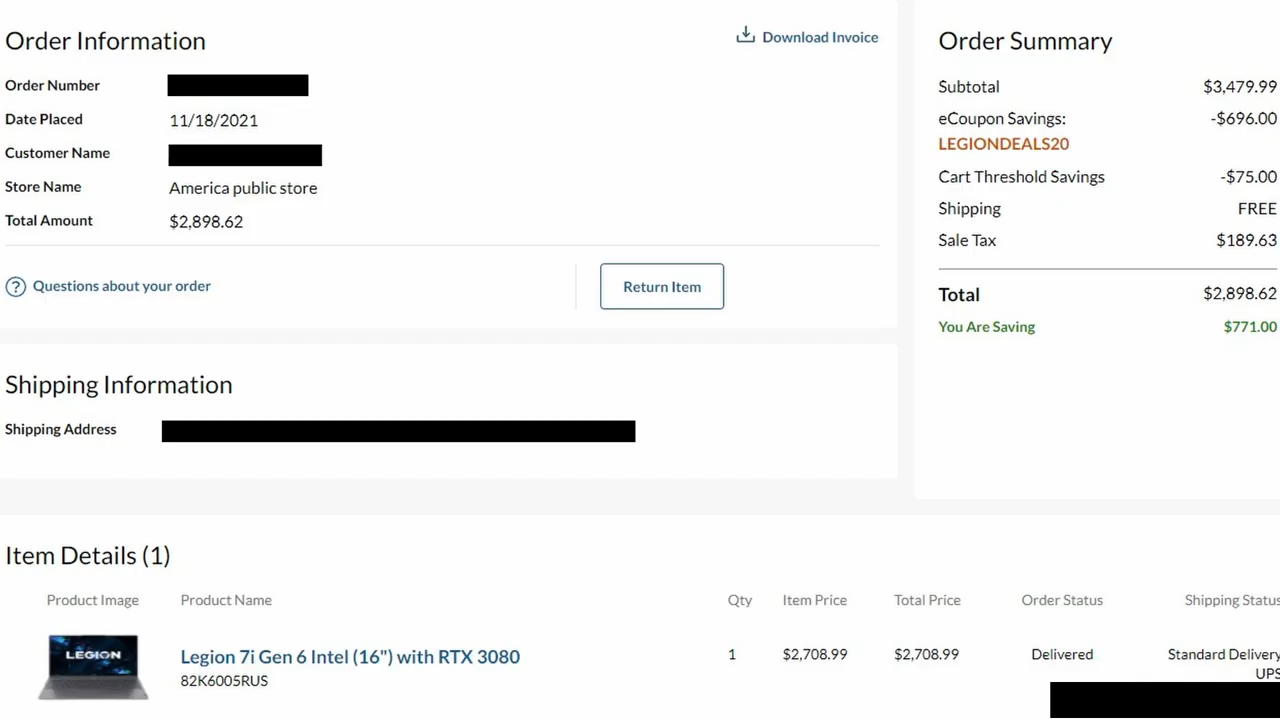 Order Information
Download Invoice
Order Number
Date Placed 11/18/2021
Customer Name
Store Name America public store
Total Amount $2,898.62
Questions about your order
Return Item
Shipping Information
Shipping Address
Order Summary
Subtotal $3,479.99
eCoupon Savings: -$696.00
LEGIONDEALS20
Cart Threshold Savings -$75.00
Shipping FREE
Sale Tax $189.63
Total $2,898.62
You Are Saving $771.00
Item Details (1)
Product Image Product Name Qty Item Price Total Price Order Status Shipping Status
LEGION
Legion 7i Gen 6 Intel (16") with RTX 3080 1 $2,708.99 $2,708.99 Delivered Standard Delivery
82K6005RUS UPS